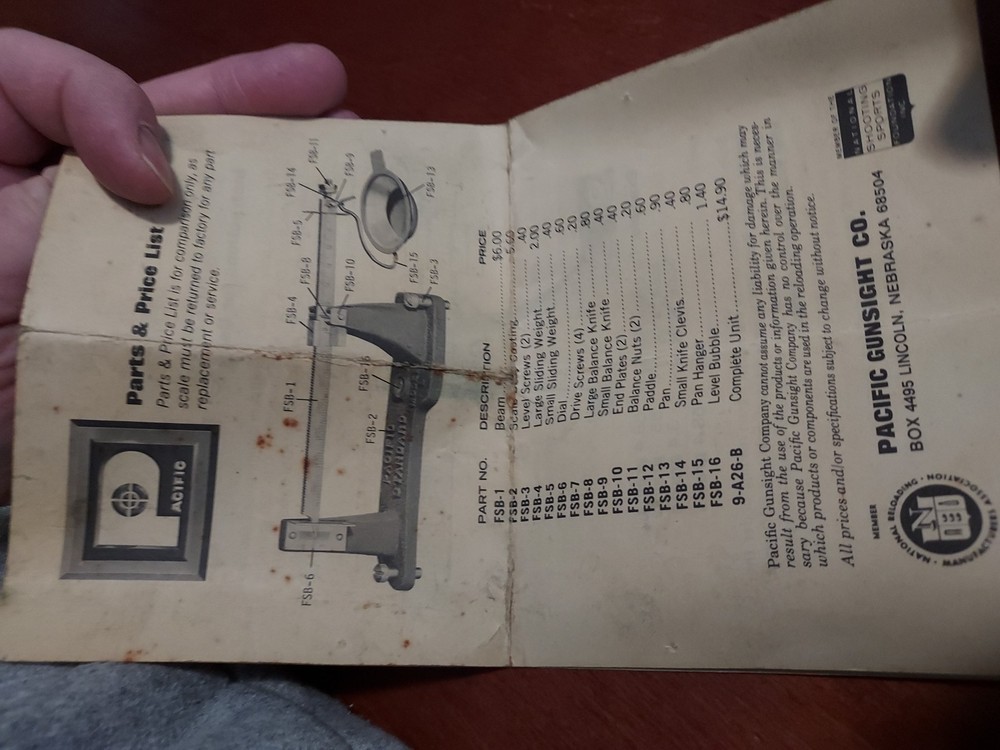 PACIFIC
Parts & Price List
Parts & Price List is for comparison only, as
scale must be returned to factory for any part
replacement or service.
FSB-6
FSB-1
FSB-4
FSB-8
FSB-5
FSB-14
FSB-11
FSB-9
FSB-10
FSB-2
FSB-16
FSB-15
FSB-3
FSB-13
PACIFIC
STANDARD
PART NO. DESCRIPTION PRICE
FSB-1 Beam $6.00
FSB-2 Casting 5.60
FSB-3 Level Screws (2) .40
FSB-4 Large Sliding Weight 2.00
FSB-5 Small Sliding Weight .40
FSB-6 Dial .60
FSB-7 Drive Screws (4) .20
FSB-8 Large Balance Knife .80
FSB-9 Small Balance Knife .40
FSB-10 End Plates (2) .40
FSB-11 Balance Nuts (2) .20
FSB-12 Paddle .60
FSB-13 Pan .90
FSB-14 Small Knife Clevis .40
FSB-15 Pan Hanger .80
FSB-16 Level Bubble 1.40
9-A26-B Complete Unit $14.90
Pacific Gunsight Company cannot assume any liability for damage which may
result from the use of the products or information given herein. This is neces-
sary because Pacific Gunsight Company has no control over the manner in
which products or components are used in the reloading operation.
All prices and/or specifications subject to change without notice.
MEMBER
NATIONAL RELOADING MANUFACTURERS ASSOCIATION
PACIFIC GUNSIGHT CO.
BOX 4495 LINCOLN, NEBRASKA 68504
MEMBER OF THE
NATIONAL
SHOOTING
SPORTS
FOUNDATION
INC